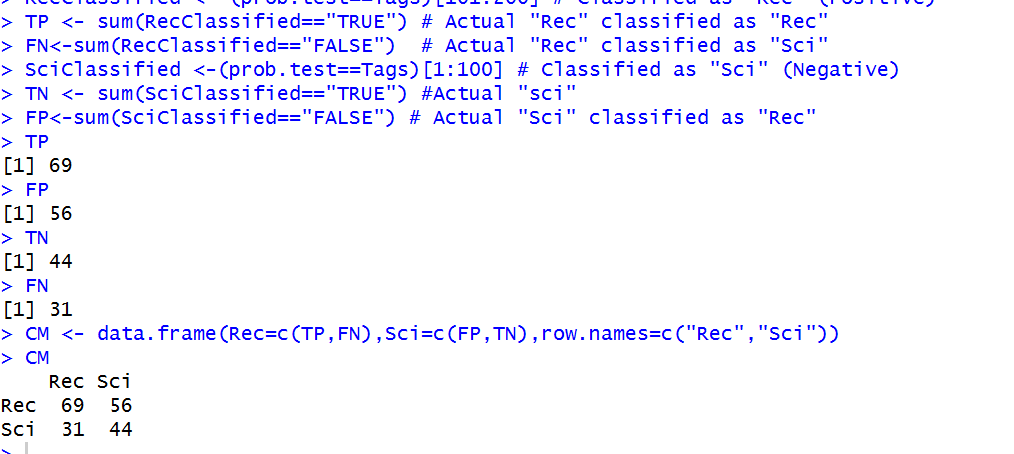 > RecClassified <- (prob.test==Tags)[101:200] # Classified as "Rec" (Positive)
> TP <- sum(RecClassified=="TRUE") # Actual "Rec" classified as "Rec"
> FN<-sum(RecClassified=="FALSE")  # Actual "Rec" classified as "Sci"
> SciClassified <-(prob.test==Tags)[1:100] # Classified as "Sci" (Negative)
> TN <- sum(SciClassified=="TRUE") #Actual "sci"
> FP<-sum(SciClassified=="FALSE") # Actual "Sci" classified as "Rec"
> TP
[1] 69
> FP
[1] 56
> TN
[1] 44
> FN
[1] 31
> CM <- data.frame(Rec=c(TP,FN),Sci=c(FP,TN),row.names=c("Rec","Sci"))
> CM
    Rec Sci
Rec  69  56
Sci  31  44
>